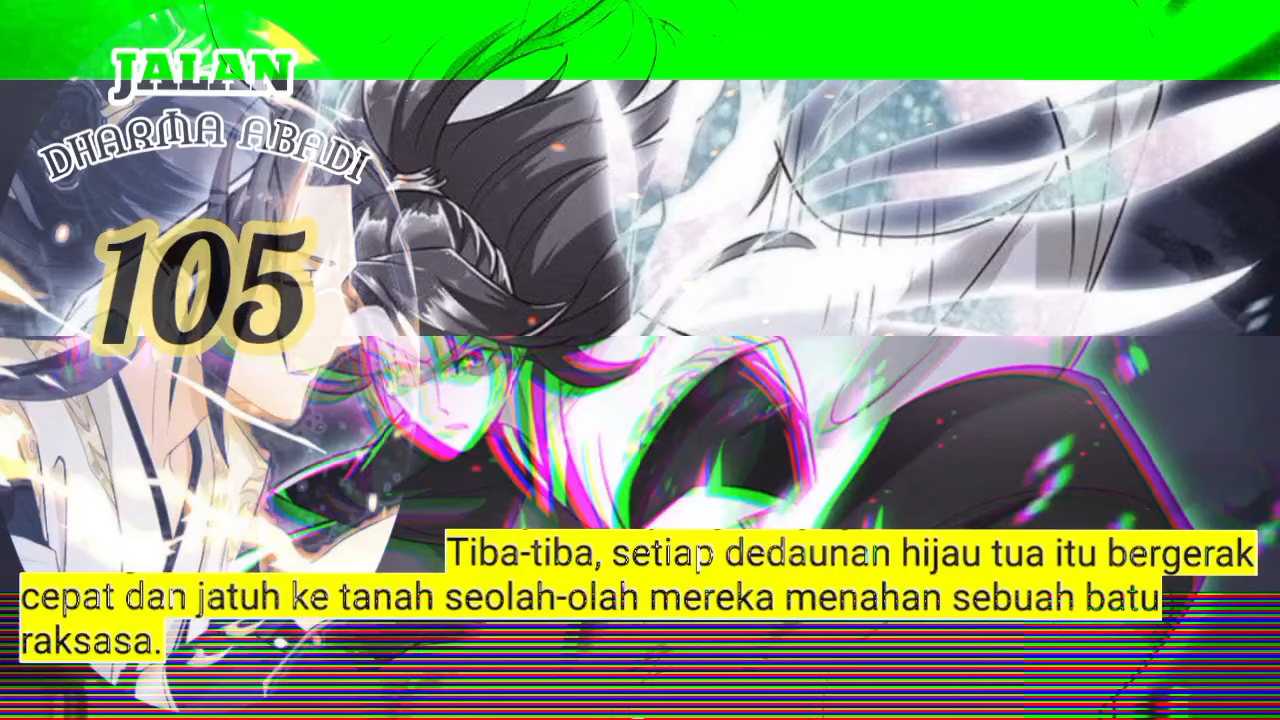 JALAN
DHARMA ABADI
105
Tiba-tiba, setiap dedaunan hijau tua itu bergerak
cepat dan jatuh ke tanah seolah-olah mereka menahan sebuah batu
raksasa.